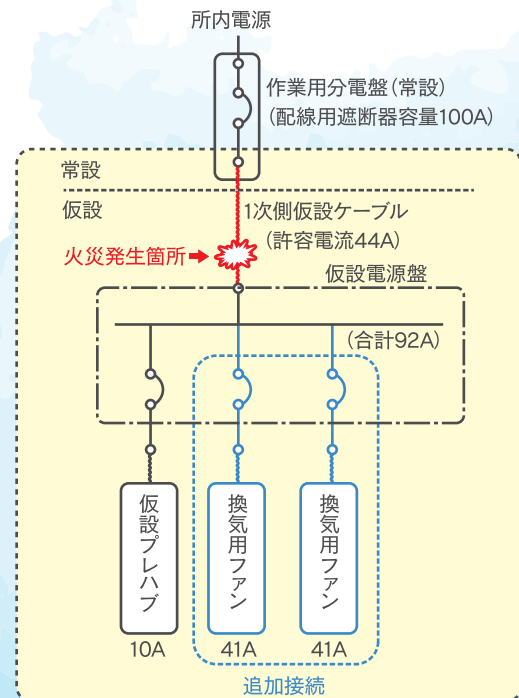 所内電源
作業用分電盤（常設）
（配線用遮断器容量100A）
常設
仮設
1次側仮設ケーブル
（許容電流44A）
火災発生箇所
仮設電源盤
（合計92A）
仮設プレハブ
換気用ファン
換気用ファン
10A
41A
41A
追加接続